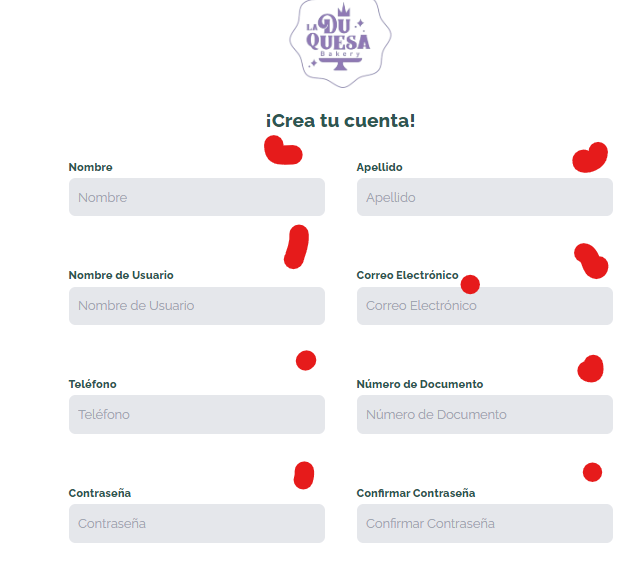 LA DU
QUESA
Bakery
¡Crea tu cuenta!
Nombre
Apellido
Nombre
Apellido
Nombre de Usuario
Correo Electrónico
Nombre de Usuario
Correo Electrónico
Teléfono
Número de Documento
Teléfono
Número de Documento
Contraseña
Confirmar Contraseña
Contraseña
Confirmar Contraseña